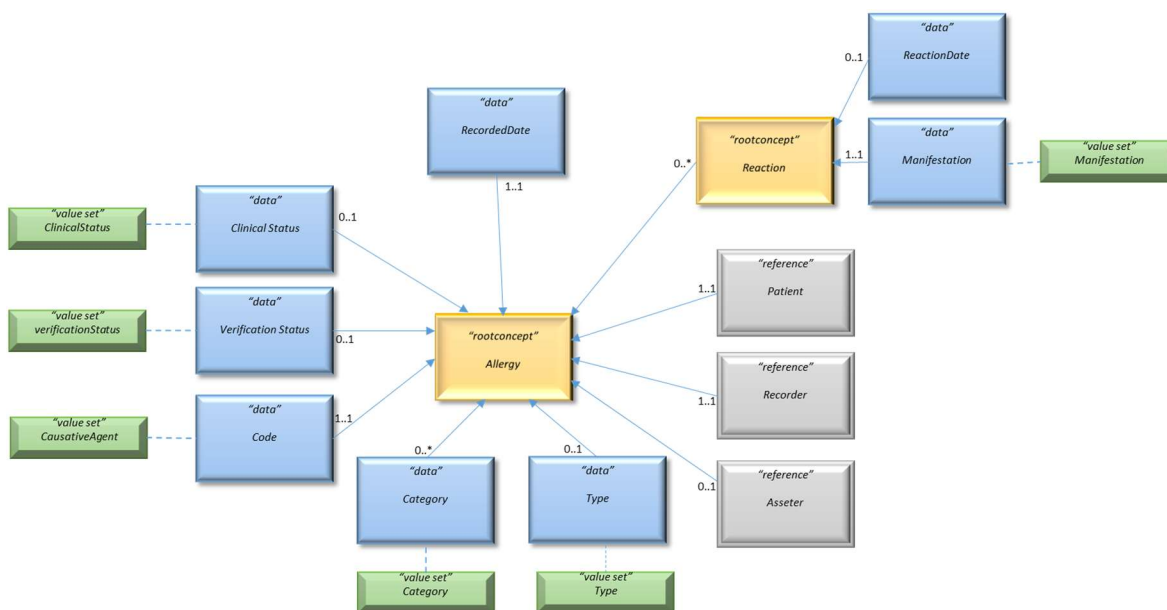 “data”
ReactionDate
0..1
“data”
RecordedDate
1..1
“rootconcept”
Reaction
0..*
“data”
Manifestation
1..1
“value set”
Manifestation
“value set”
ClinicalStatus
“data”
Clinical Status
0..1
“reference”
Patient
1..1
“value set”
verificationStatus
“data”
Verification Status
0..1
“rootconcept”
Allergy
“reference”
Recorder
1..1
“value set”
CausativeAgent
“data”
Code
1..1
0..*
“data”
Category
0..1
“data”
Type
“reference”
Asseter
0..1
“value set”
Category
“value set”
Type